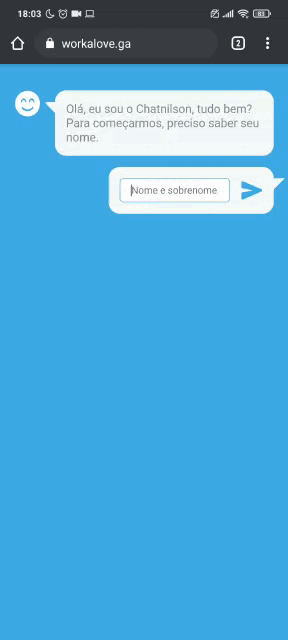 18:03
83
workalove.ga
2
Olá, eu sou o Chatnilson, tudo bem?
Para começarmos, preciso saber seu
nome.
Nome e sobrenome